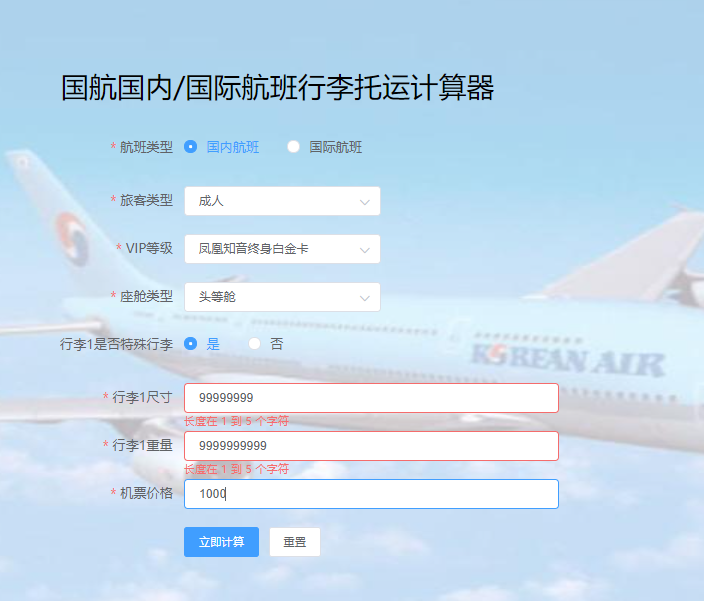 国航国内/国际航班行李托运计算器
* 航班类型 国内航班 国际航班
* 旅客类型 成人
* VIP等级 凤凰知音终身白金卡
* 座舱类型 头等舱
行李1是否特殊行李 是 否
* 行李1尺寸 99999999
长度在 1 到 5 个字符
* 行李1重量 9999999999
长度在 1 到 5 个字符
* 机票价格 1000
立即计算 重置
KOREAN AIR